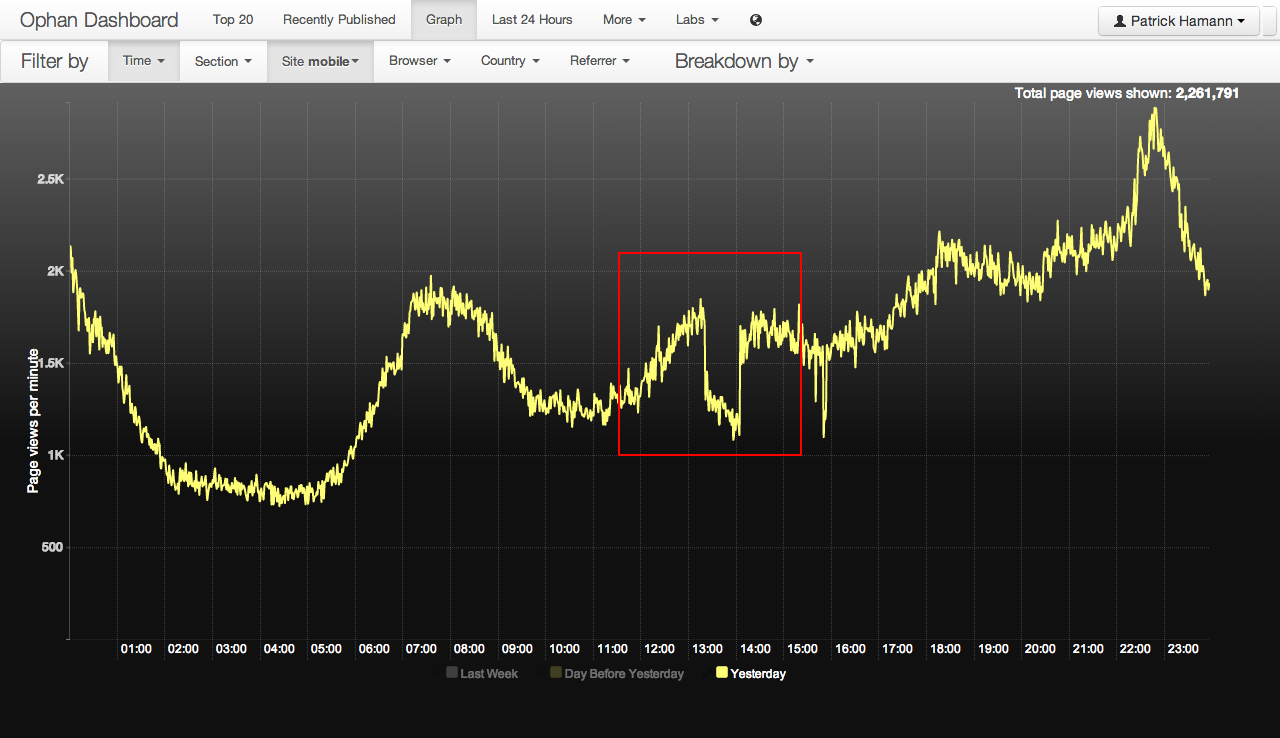 Ophan Dashboard Top 20 Recently Published Graph Last 24 Hours More Labs Patrick Hamann
Filter by Time Section Site mobile Browser Country Referrer Breakdown by
Total page views shown: 2,261,791
Page views per minute
2.5K
2K
1.5K
1K
500
01:00 02:00 03:00 04:00 05:00 06:00 07:00 08:00 09:00 10:00 11:00 12:00 13:00 14:00 15:00 16:00 17:00 18:00 19:00 20:00 21:00 22:00 23:00
Last Week Day Before Yesterday Yesterday